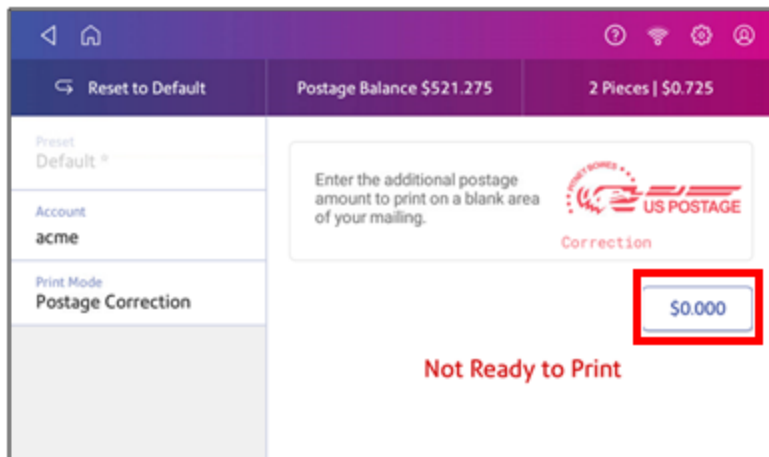 Reset to Default
Postage Balance $521.275
2 Pieces | $0.725
Preset
Default *
Account
acme
Print Mode
Postage Correction
Enter the additional postage
amount to print on a blank area
of your mailing.
PITNEY BOWES
US POSTAGE
Correction
$0.000
Not Ready to Print